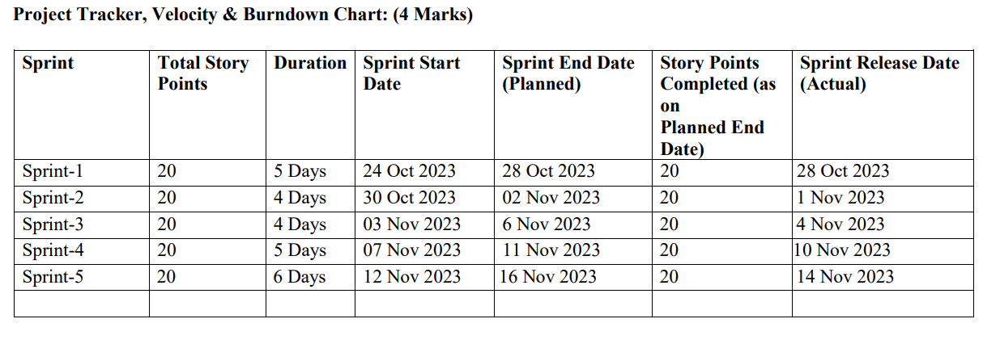 Project Tracker, Velocity & Burndown Chart: (4 Marks)
Sprint Total Story Points Duration Sprint Start Date Sprint End Date (Planned) Story Points Completed (as on Planned End Date) Sprint Release Date (Actual)
Sprint-1 20 5 Days 24 Oct 2023 28 Oct 2023 20 28 Oct 2023
Sprint-2 20 4 Days 30 Oct 2023 02 Nov 2023 20 1 Nov 2023
Sprint-3 20 4 Days 03 Nov 2023 6 Nov 2023 20 4 Nov 2023
Sprint-4 20 5 Days 07 Nov 2023 11 Nov 2023 20 10 Nov 2023
Sprint-5 20 6 Days 12 Nov 2023 16 Nov 2023 20 14 Nov 2023